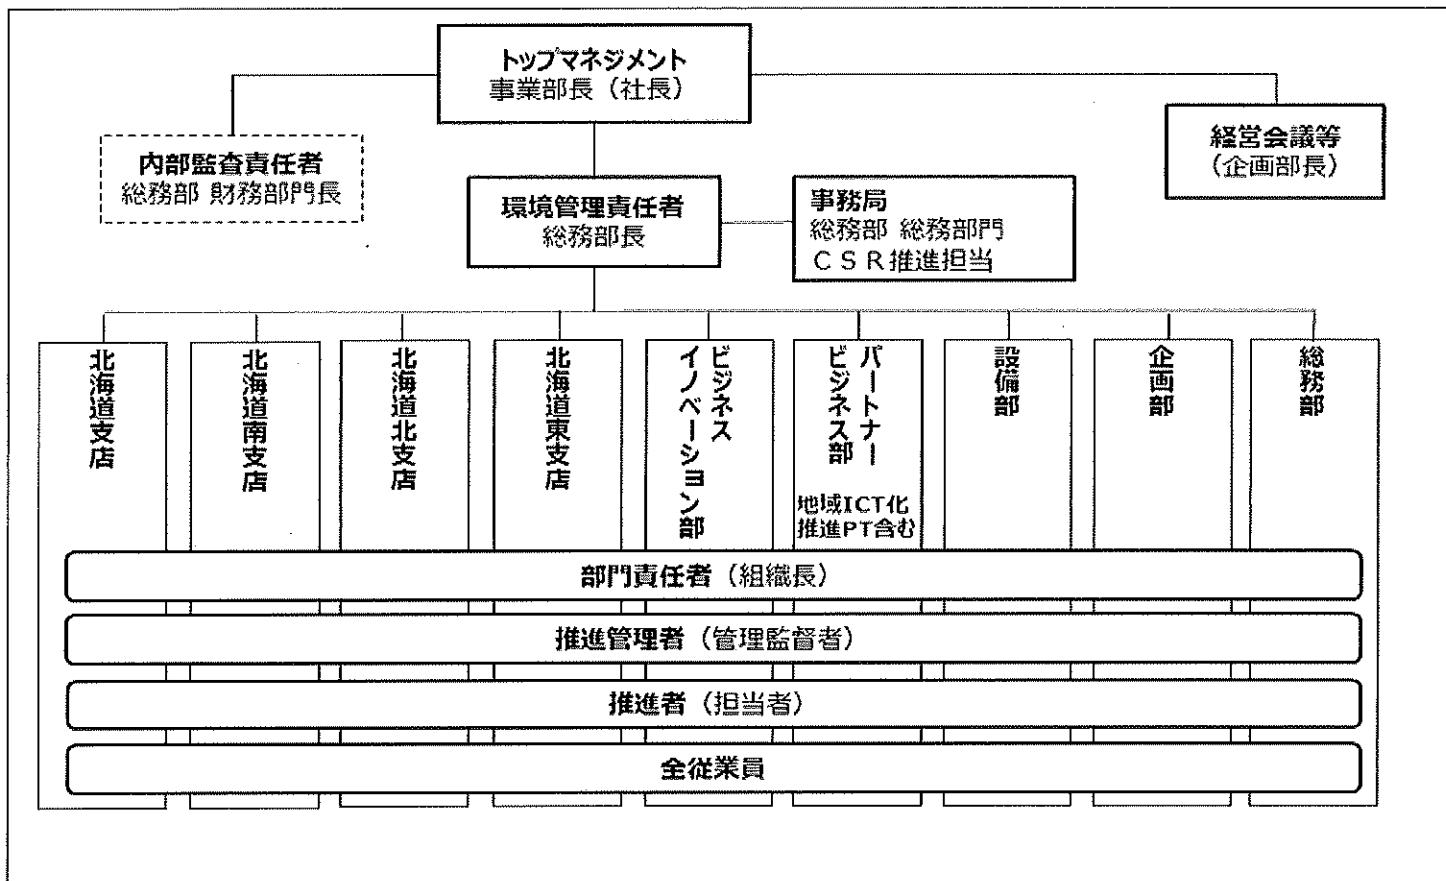 トップマネジメント
事業部長（社長）
内部監査責任者
総務部 財務部門長
経営会議等
（企画部長）
環境管理責任者
総務部長
事務局
総務部 総務部門
ＣＳＲ推進担当
北海道支店
北海道南支店
北海道北支店
北海道東支店
ビジネス
イノベーション部
パートナー
ビジネス部
地域ICT化
推進PT含む
設備部
企画部
総務部
部門責任者（組織長）
推進管理者（管理監督者）
推進者（担当者）
全従業員